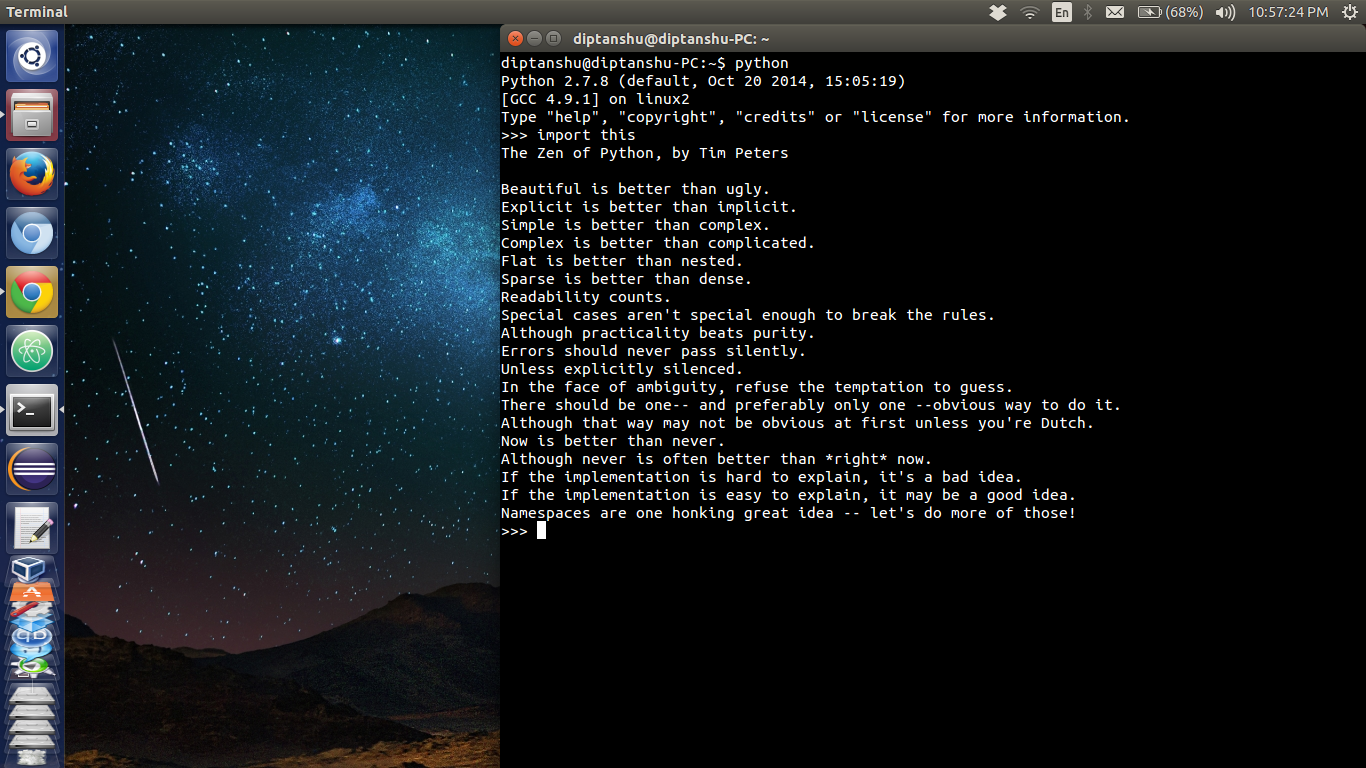 Terminal
En
(68%)
10:57:24 PM
diptanshu@diptanshu-PC: ~
diptanshu@diptanshu-PC:~$ python
Python 2.7.8 (default, Oct 20 2014, 15:05:19)
[GCC 4.9.1] on linux2
Type "help", "copyright", "credits" or "license" for more information.
>>> import this
The Zen of Python, by Tim Peters

Beautiful is better than ugly.
Explicit is better than implicit.
Simple is better than complex.
Complex is better than complicated.
Flat is better than nested.
Sparse is better than dense.
Readability counts.
Special cases aren't special enough to break the rules.
Although practicality beats purity.
Errors should never pass silently.
Unless explicitly silenced.
In the face of ambiguity, refuse the temptation to guess.
There should be one-- and preferably only one --obvious way to do it.
Although that way may not be obvious at first unless you're Dutch.
Now is better than never.
Although never is often better than *right* now.
If the implementation is hard to explain, it's a bad idea.
If the implementation is easy to explain, it may be a good idea.
Namespaces are one honking great idea -- let's do more of those!
>>>